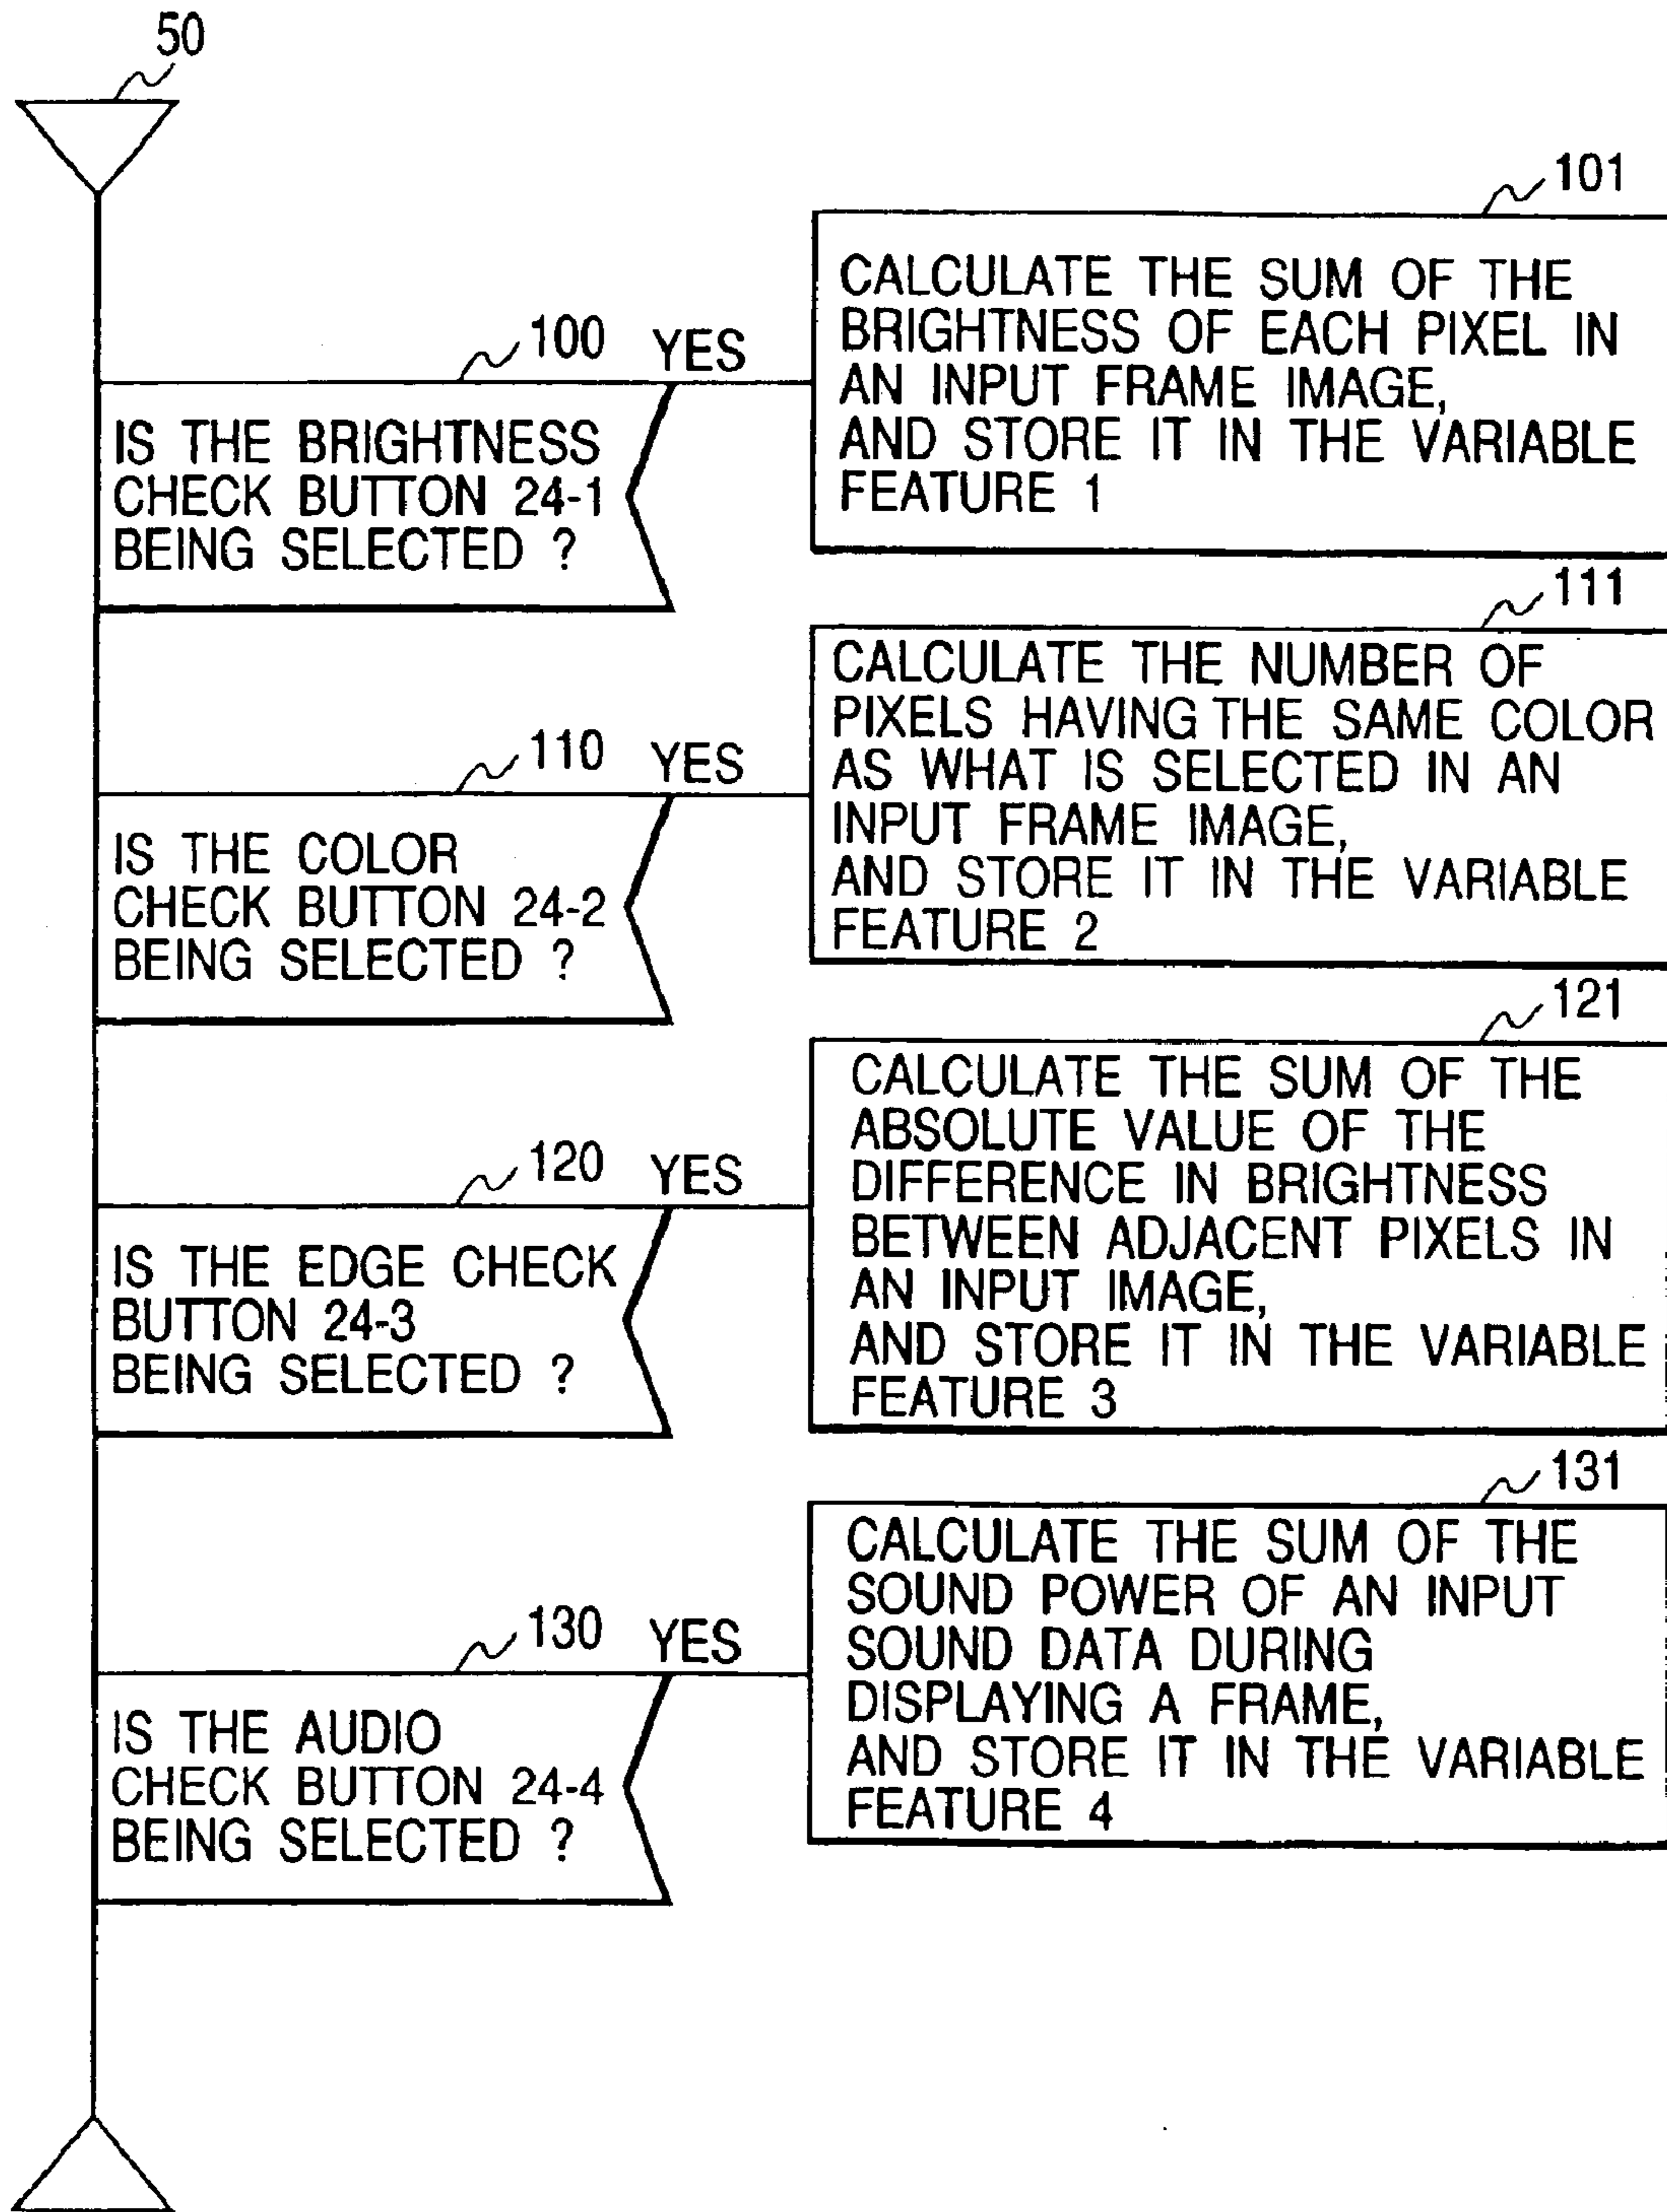 50
101
CALCULATE THE SUM OF THE
BRIGHTNESS OF EACH PIXEL IN
AN INPUT FRAME IMAGE,
AND STORE IT IN THE VARIABLE
FEATURE 1
100 YES
IS THE BRIGHTNESS
CHECK BUTTON 24-1
BEING SELECTED ?
111
CALCULATE THE NUMBER OF
PIXELS HAVING THE SAME COLOR
AS WHAT IS SELECTED IN AN
INPUT FRAME IMAGE,
AND STORE IT IN THE VARIABLE
FEATURE 2
110 YES
IS THE COLOR
CHECK BUTTON 24-2
BEING SELECTED ?
121
CALCULATE THE SUM OF THE
ABSOLUTE VALUE OF THE
DIFFERENCE IN BRIGHTNESS
BETWEEN ADJACENT PIXELS IN
AN INPUT IMAGE,
AND STORE IT IN THE VARIABLE
FEATURE 3
120 YES
IS THE EDGE CHECK
BUTTON 24-3
BEING SELECTED ?
131
CALCULATE THE SUM OF THE
SOUND POWER OF AN INPUT
SOUND DATA DURING
DISPLAYING A FRAME,
AND STORE IT IN THE VARIABLE
FEATURE 4
130 YES
IS THE AUDIO
CHECK BUTTON 24-4
BEING SELECTED ?